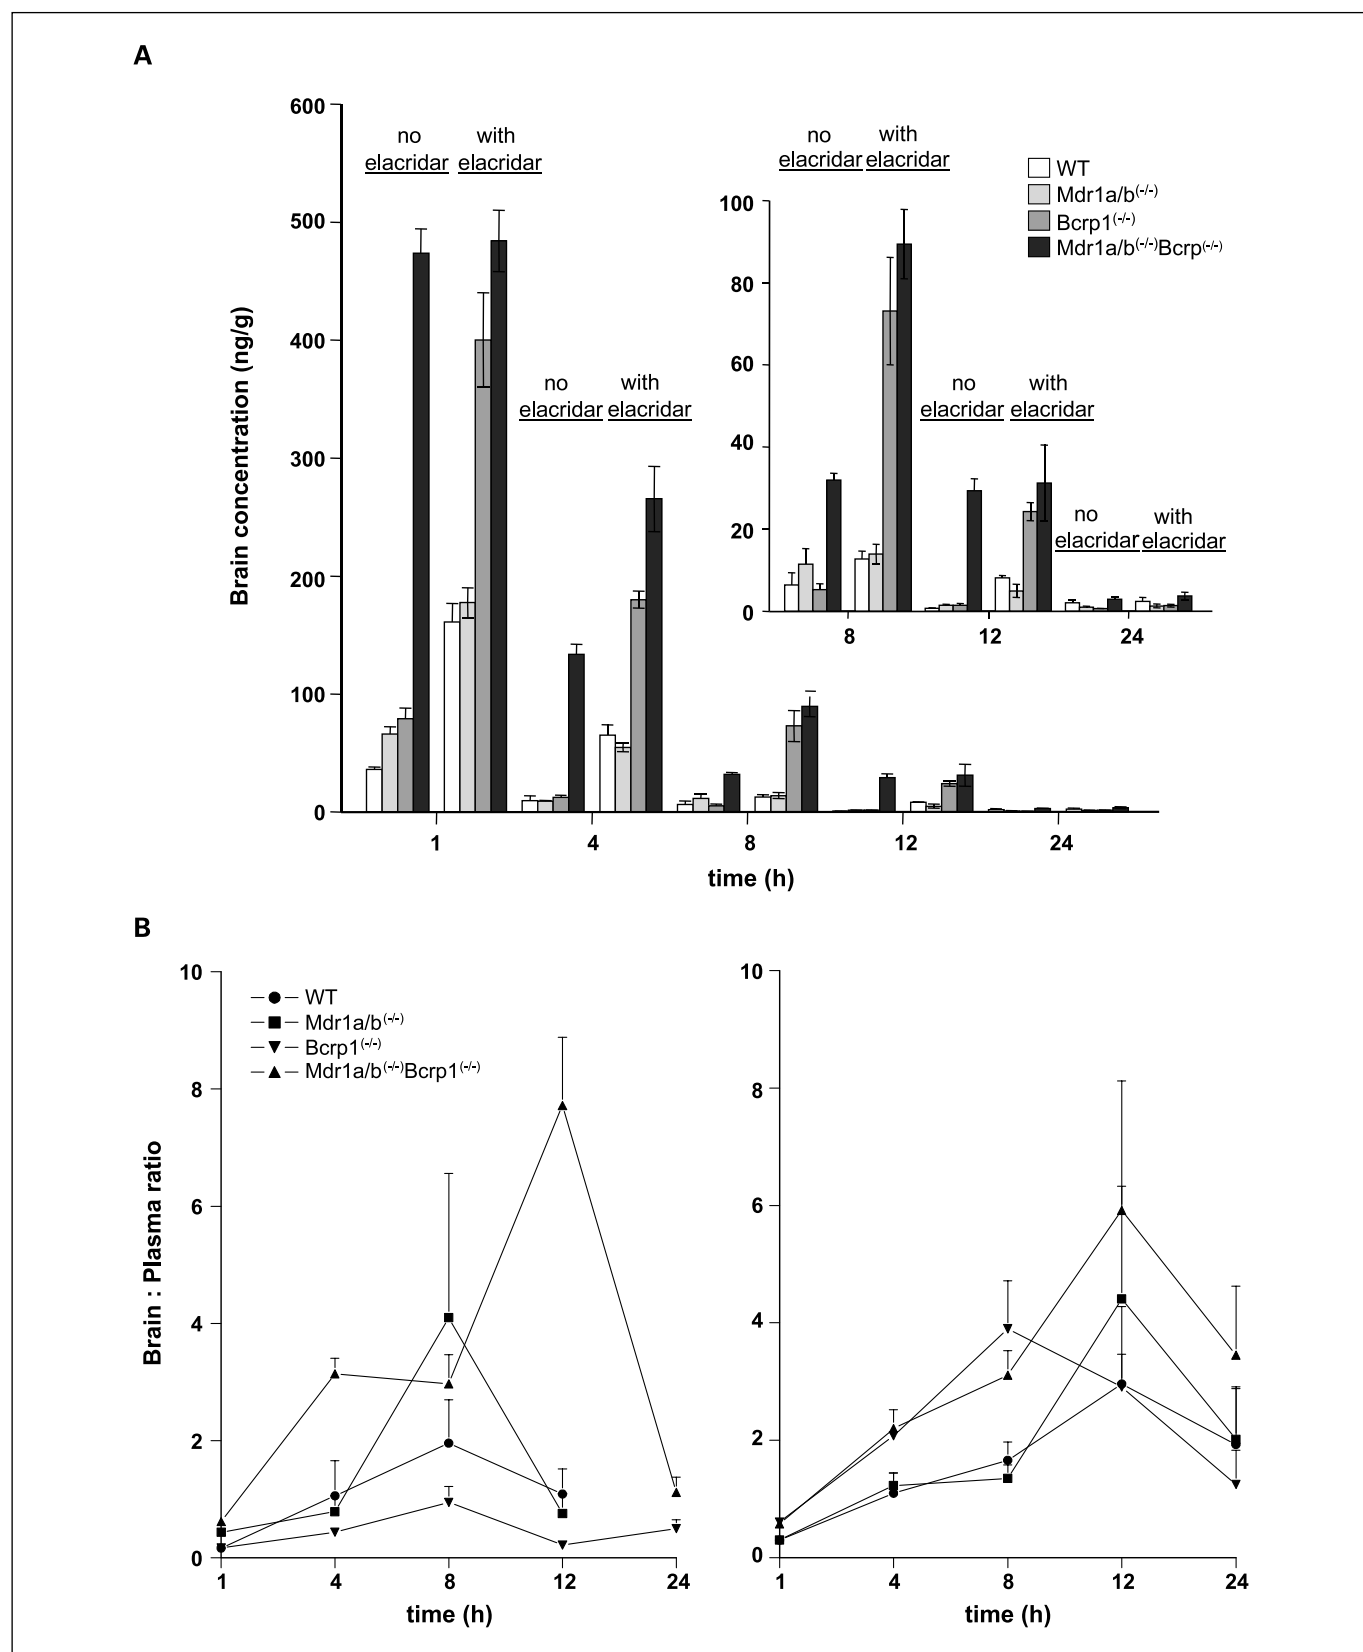 A
600
500
400
300
200
100
0
Brain concentration (ng/g)
no
elacridar
with
elacridar
no
elacridar
with
elacridar
1
4
8
12
24
time (h)
no
elacridar
with
elacridar
no
elacridar
with
elacridar
no
elacridar
with
elacridar
100
80
60
40
20
0
8
12
24
WT
Mdr1a/b(-/-)
Bcrp1(-/-)
Mdr1a/b(-/-)Bcrp(-/-)
B
10
8
6
4
2
0
Brain : Plasma ratio
WT
Mdr1a/b(-/-)
Bcrp1(-/-)
Mdr1a/b(-/-)Bcrp1(-/-)
1
4
8
12
24
time (h)
10
8
6
4
2
0
1
4
8
12
24
time (h)